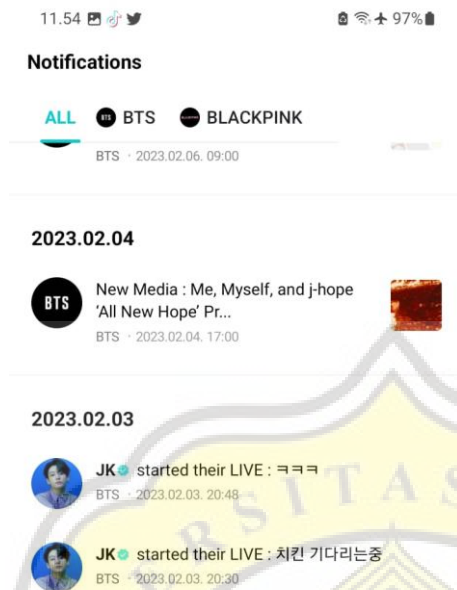 11.54 97%
Notifications
ALL BTS BTS BLACKPINK
BTS · 2023.02.06. 09:00
2023.02.04
BTS
New Media : Me, Myself, and j-hope
‘All New Hope’ Pr...
BTS · 2023.02.04. 17:00
2023.02.03
JK started their LIVE : ㅋㅋㅋ
BTS · 2023.02.03. 20:48
JK started their LIVE : 치킨 기다리는중
BTS · 2023.02.03. 20:30
ERSITAS